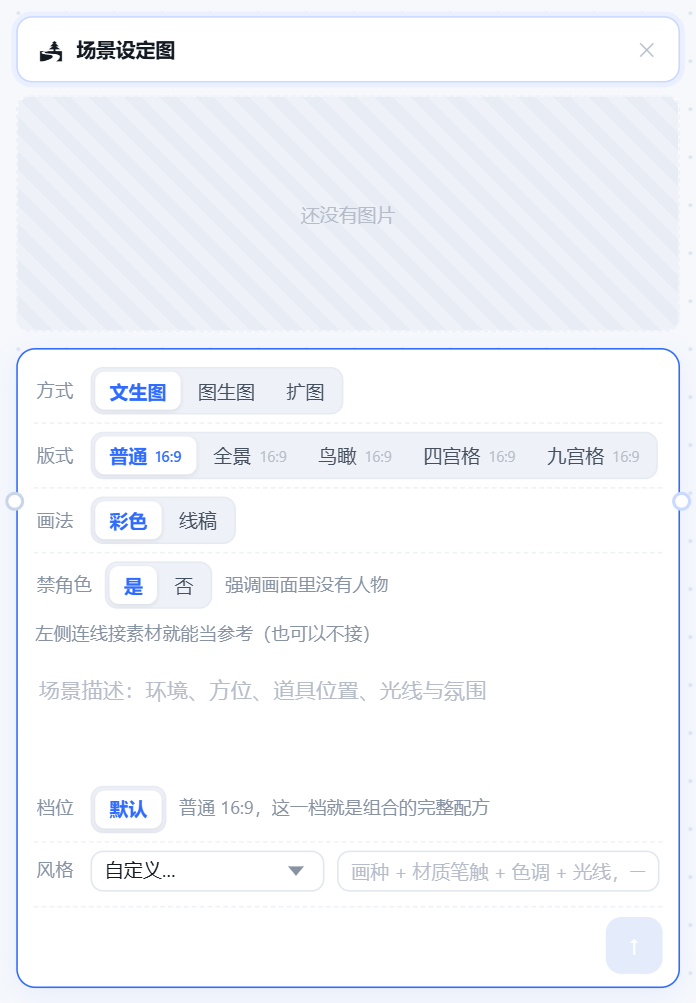 场景设定图
还没有图片
方式 文生图 图生图 扩图
版式 普通 16:9 全景 16:9 鸟瞰 16:9 四宫格 16:9 九宫格 16:9
画法 彩色 线稿
禁角色 是 否 强调画面里没有人物
左侧连线接素材就能当参考（也可以不接）
场景描述：环境、方位、道具位置、光线与氛围
档位 默认 普通 16:9，这一档就是组合的完整配方
风格 自定义... 画种 + 材质笔触 + 色调 + 光线，一
↑